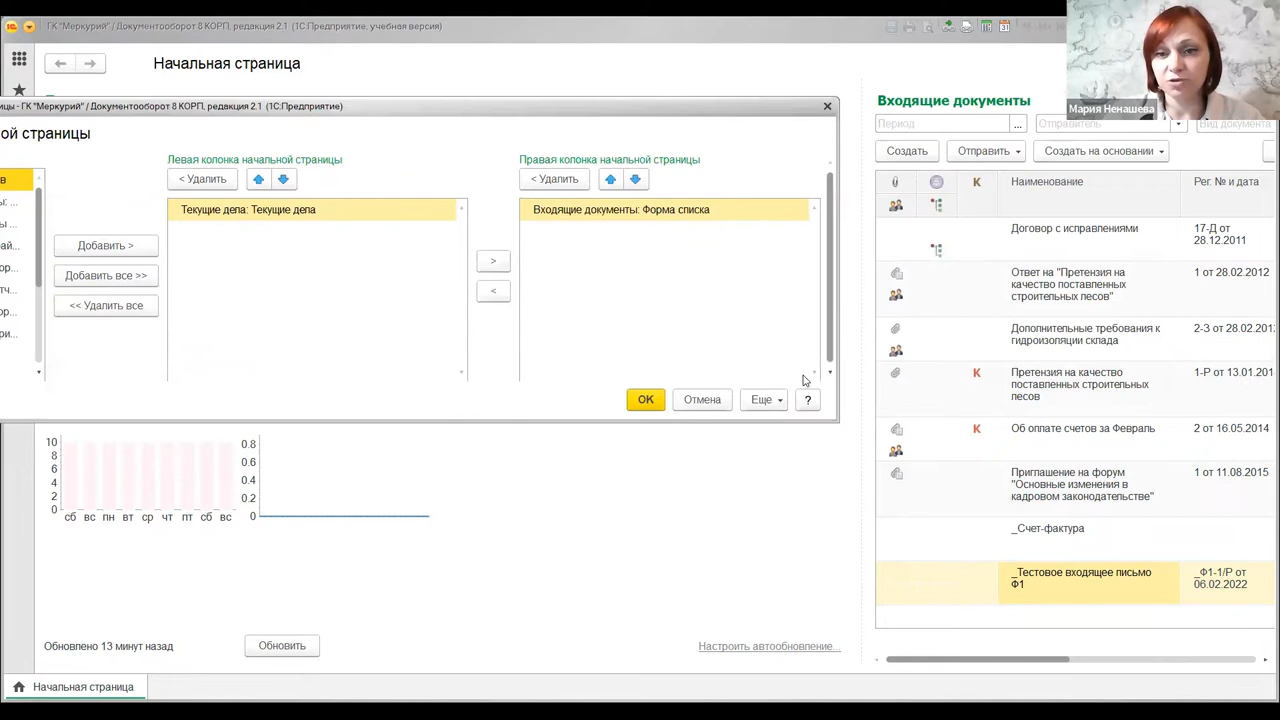 ГК "Меркурий" / Документооборот 8 КОРП, редакция 2.1 (1С:Предприятие, учебная версия)
Начальная страница
Мария Ненашева
цы - ГК "Меркурий" / Документооборот 8 КОРП, редакция 2.1 (1С:Предприятие)
ой страницы
Левая колонка начальной страницы
Правая колонка начальной страницы
< Удалить
< Удалить
Текущие дела: Текущие дела
Входящие документы: Форма списка
Добавить >
Добавить все >>
<< Удалить все
>
<
OK
Отмена
Еще
?
Входящие документы
Период
...
Отправитель
Вид документа
Создать
Отправить
Создать на основании
К
Наименование
Рег. № и дата
Договор с исправлениями
17-Д от
28.12.2011
Ответ на "Претензия на
качество поставленных
строительных лесов"
1 от 28.02.2012
Дополнительные требования к
гидроизоляции склада
2-3 от 28.02.201
К
Претензия на качество
поставленных строительных
лесов
1-Р от 13.01.201
К
Об оплате счетов за Февраль
2 от 16.05.2014
Приглашение на форум
"Основные изменения в
кадровом законодательстве"
1 от 11.08.2015
_Счет-фактура
_Тестовое входящее письмо
Ф1
_Ф1-1/Р от
06.02.2022
10
8
6
4
2
0
сб вс пн вт ср чт пт сб вс
0.8
0.6
0.4
0.2
0
Обновлено 13 минут назад
Обновить
Настроить автообновление...
Начальная страница